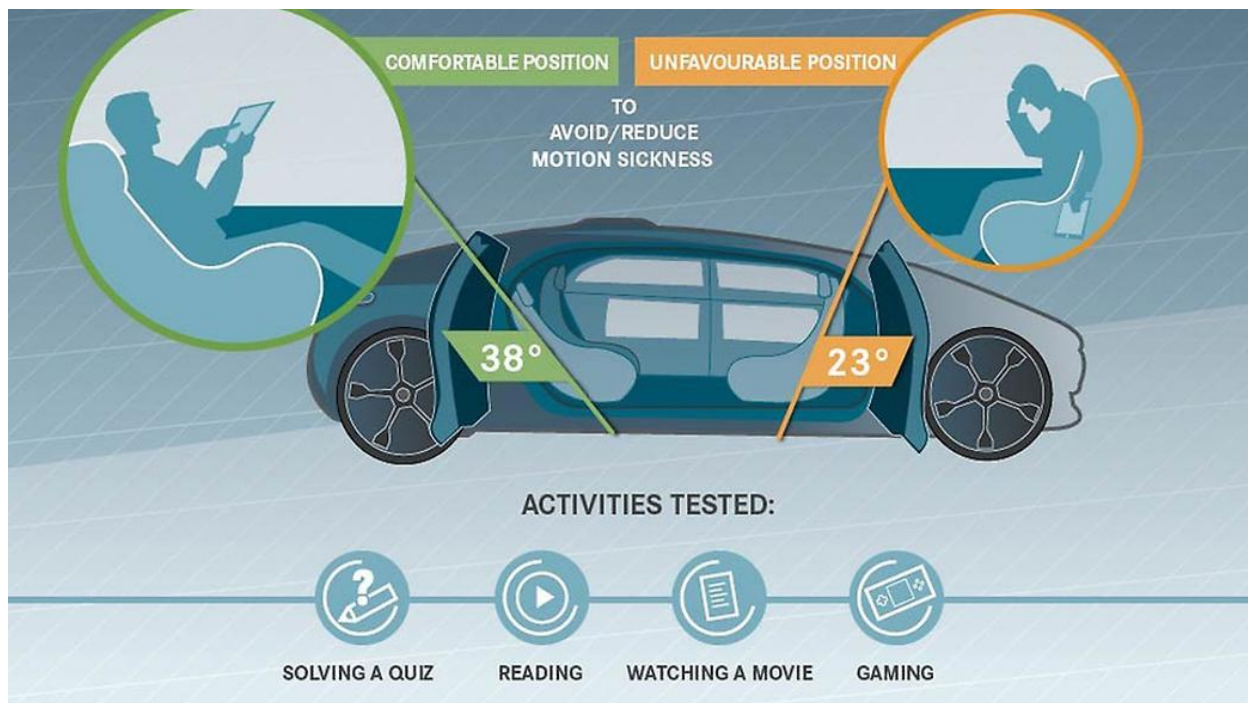 COMFORTABLE POSITION
UNFAVOURABLE POSITION
TO
AVOID/REDUCE
MOTION SICKNESS
38°
23°
ACTIVITIES TESTED:
?
SOLVING A QUIZ
READING
WATCHING A MOVIE
GAMING